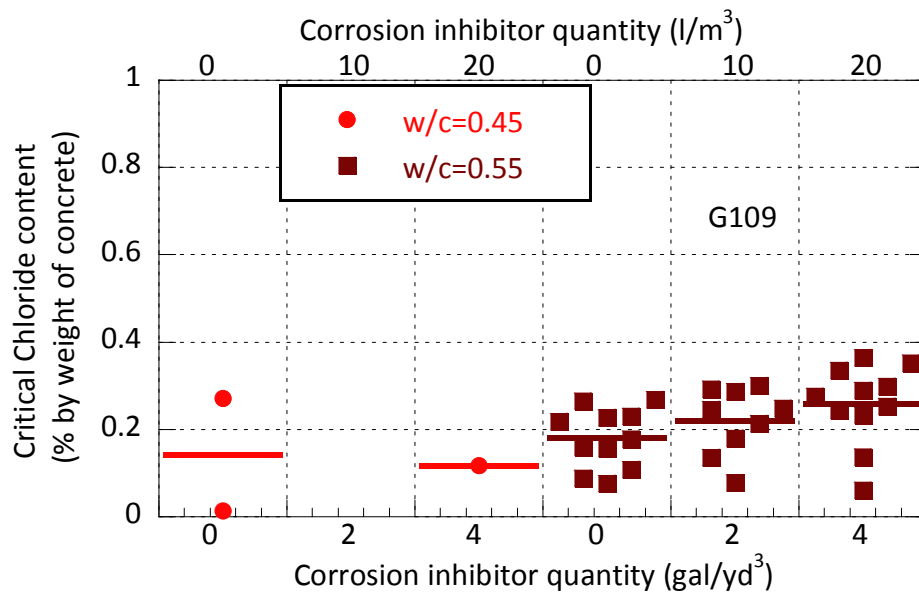 Corrosion inhibitor quantity (l/m³)
0 10 20 0 10 20
1
w/c=0.45
w/c=0.55
0.8
G109
0.6
0.4
0.2
0
Critical Chloride content
(% by weight of concrete)
0 2 4 0 2 4
Corrosion inhibitor quantity (gal/yd³)